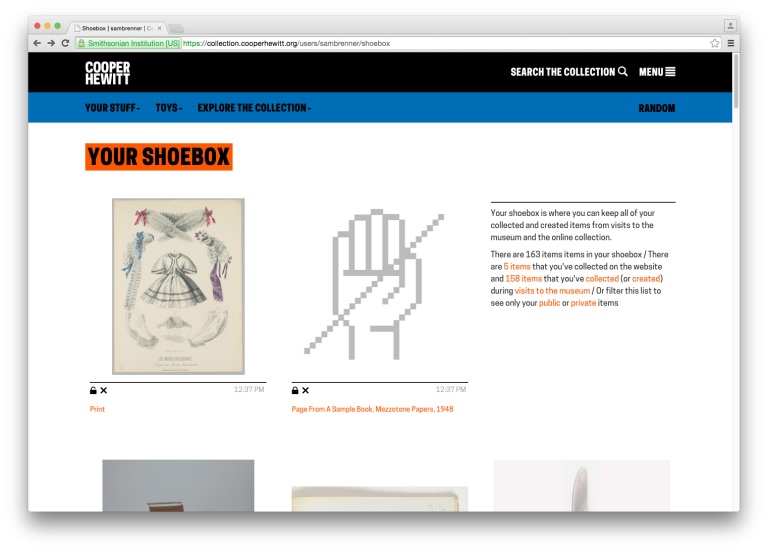 Shoebox | sambrenner | Co
Smithsonian Institution [US] https://collection.cooperhewitt.org/users/sambrenner/shoebox
COOPER
HEWITT
SEARCH THE COLLECTION
MENU
YOUR STUFF
TOYS
EXPLORE THE COLLECTION
RANDOM
YOUR SHOEBOX
Your shoebox is where you can keep all of your
collected and created items from visits to the
museum and the online collection.
There are 163 items items in your shoebox / There
are 5 items that you've collected on the website
and 158 items that you've collected (or created)
during visits to the museum / Or filter this list to
see only your public or private items
12:37 PM
Print
12:37 PM
Page From A Sample Book, Mezzotone Papers, 1948